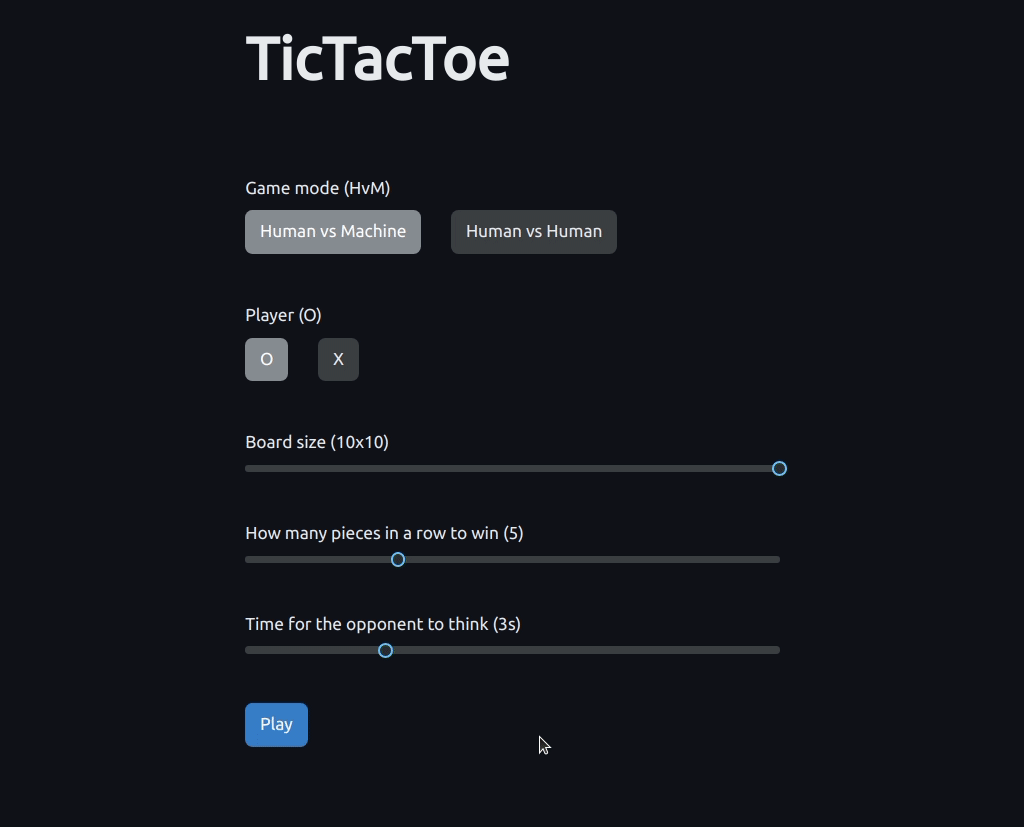 TicTacToe
Game mode (HvM)
Human vs Machine Human vs Human
Player (O)
O X
Board size (10x10)
How many pieces in a row to win (5)
Time for the opponent to think (3s)
Play